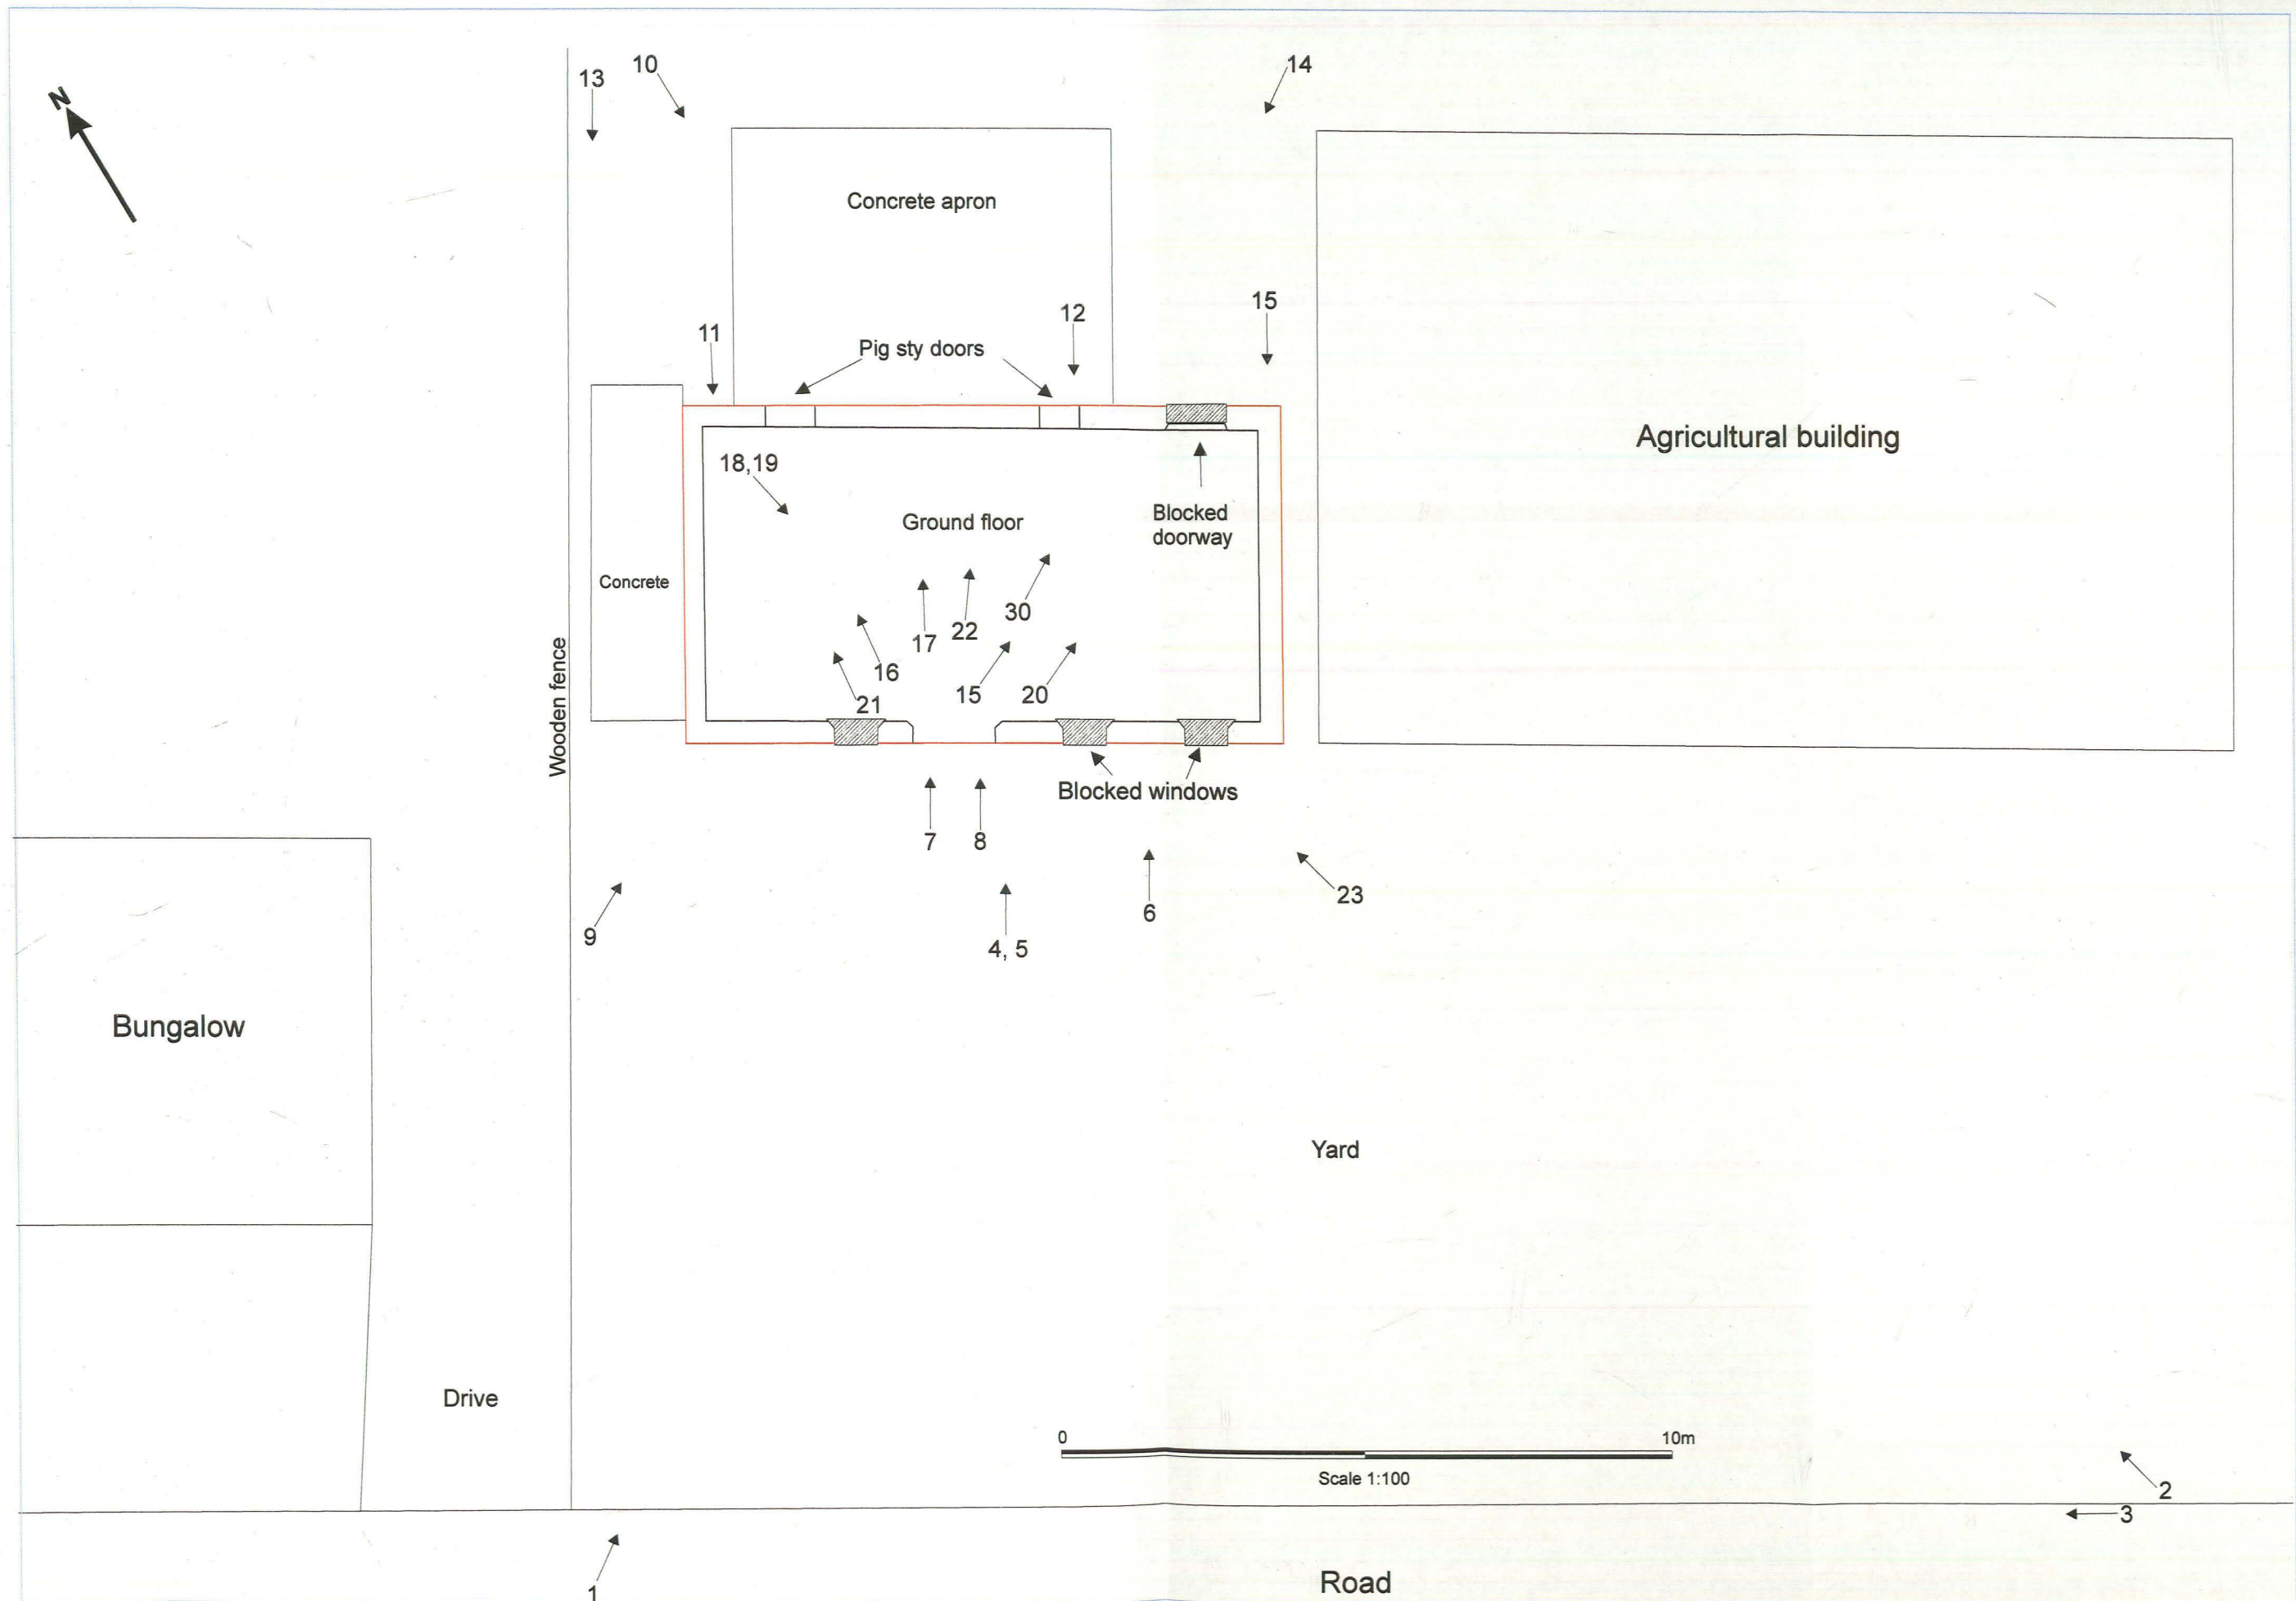 13
10
14
N
Concrete apron
15
12
11
Pig sty doors
18,19
Agricultural building
Ground floor
Blocked
doorway
Concrete
30
22
17
16
15
20
21
Wooden fence
Blocked windows
7
8
6
23
9
4, 5
Bungalow
Yard
Drive
0
10m
Scale 1:100
2
3
1
Road